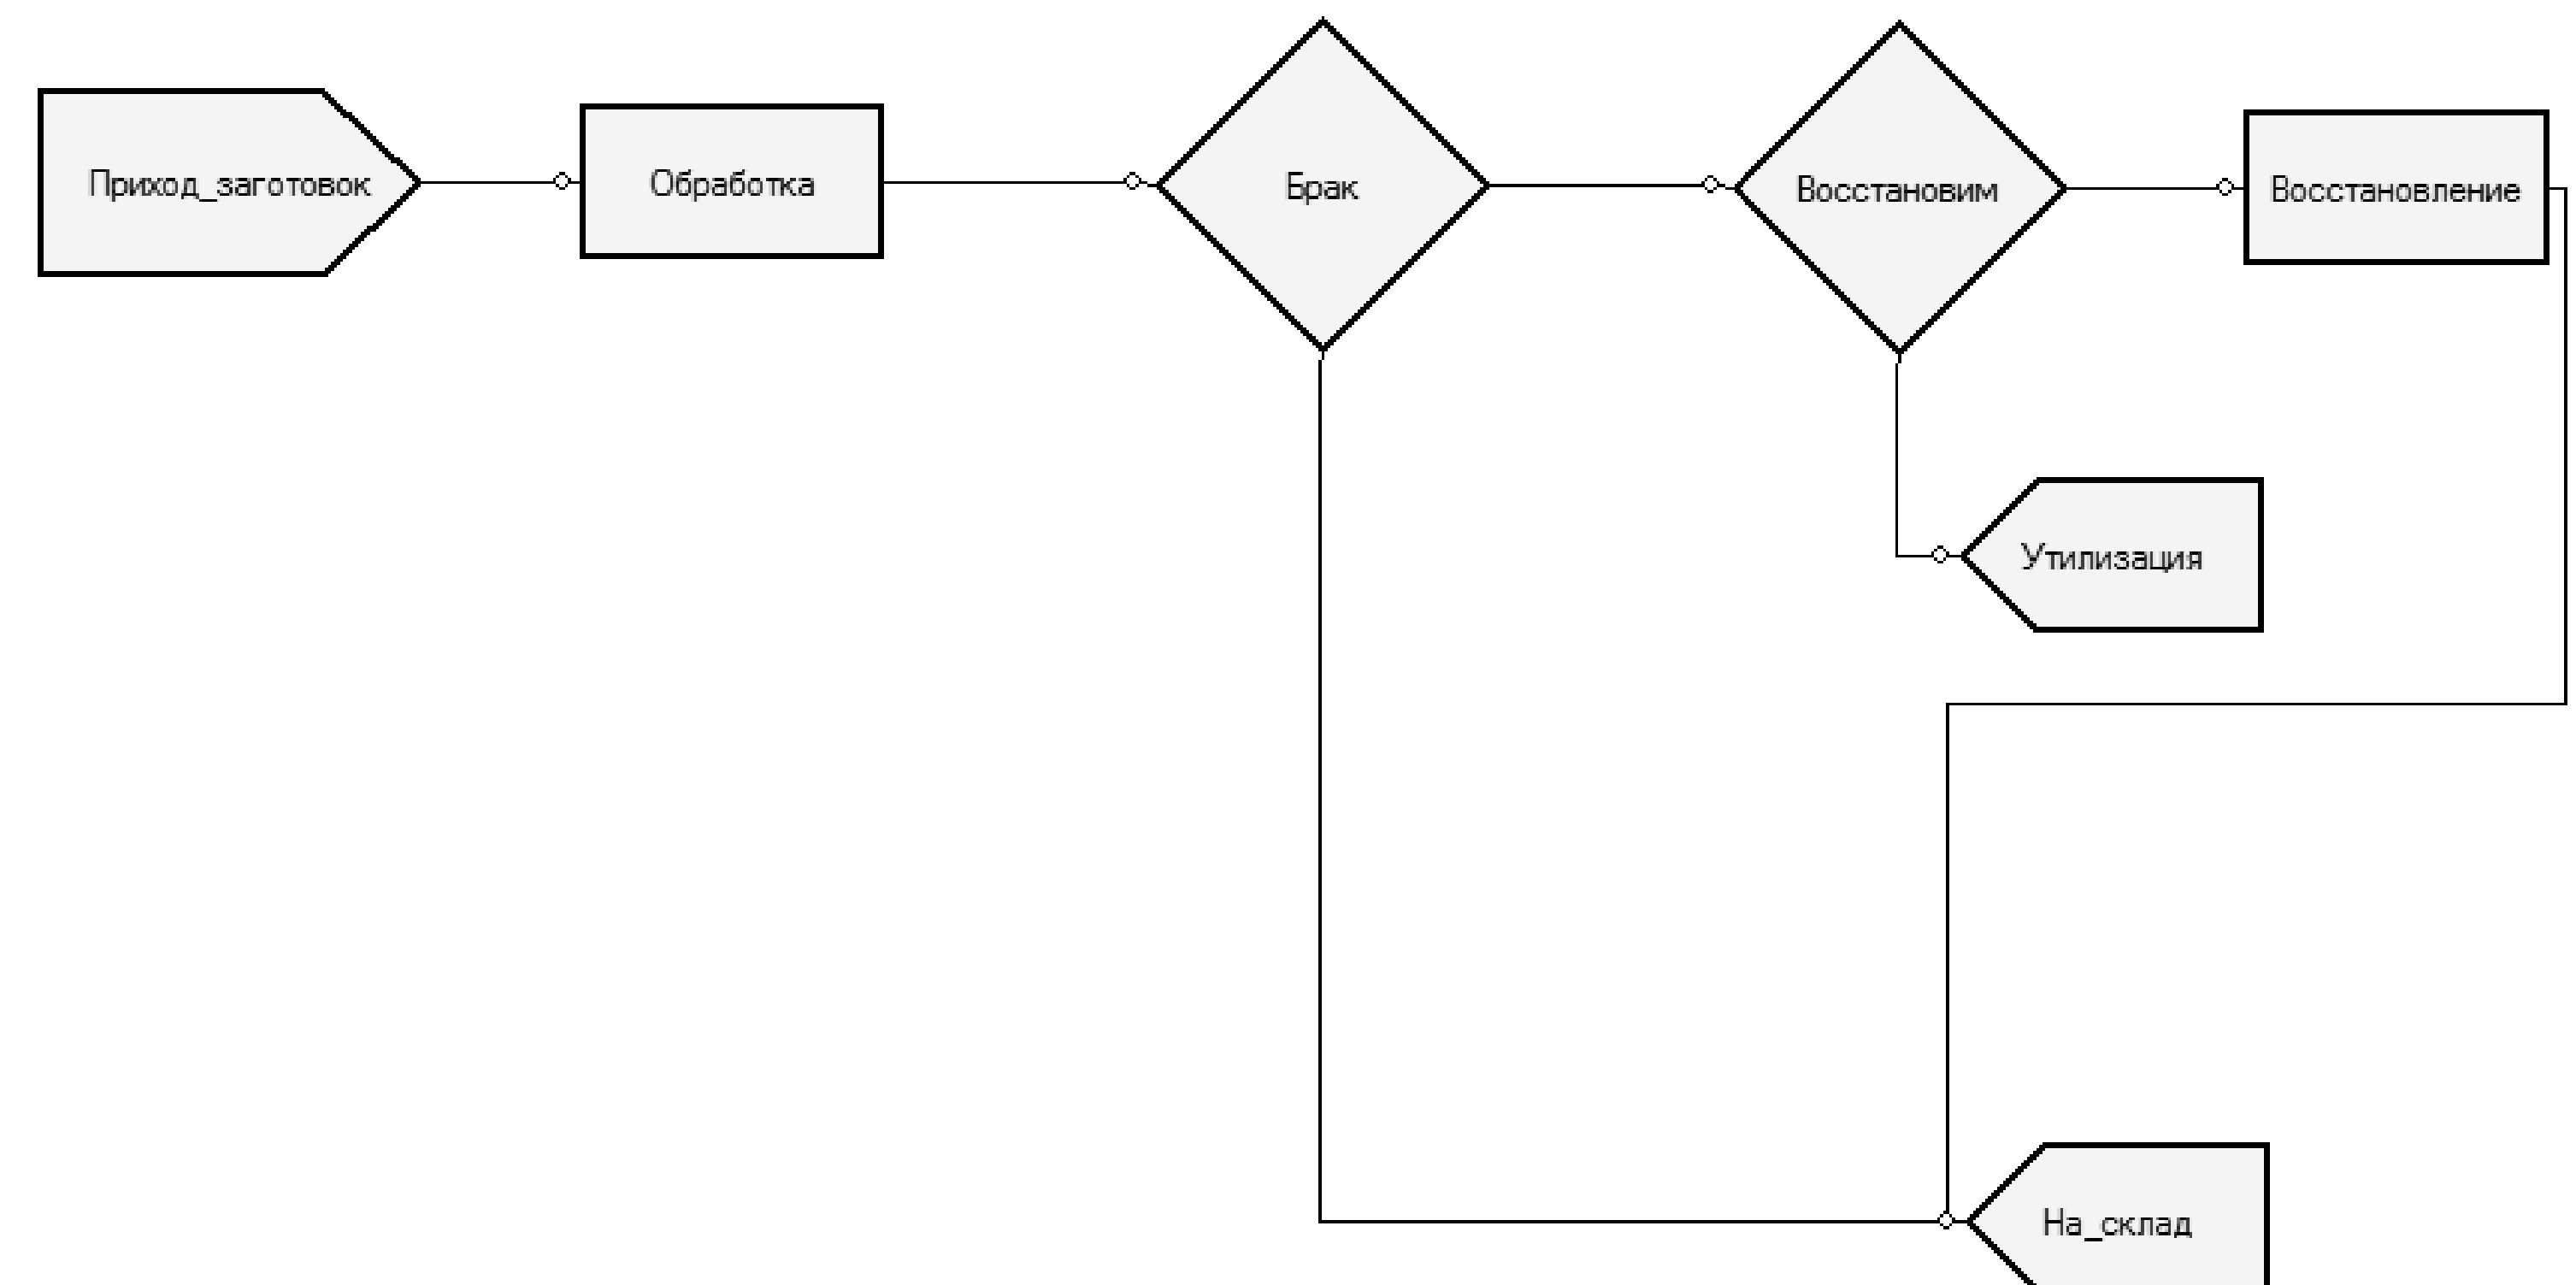 Приход_заготовок
Обработка
Брак
Восстановим
Восстановление
Утилизация
На_склад